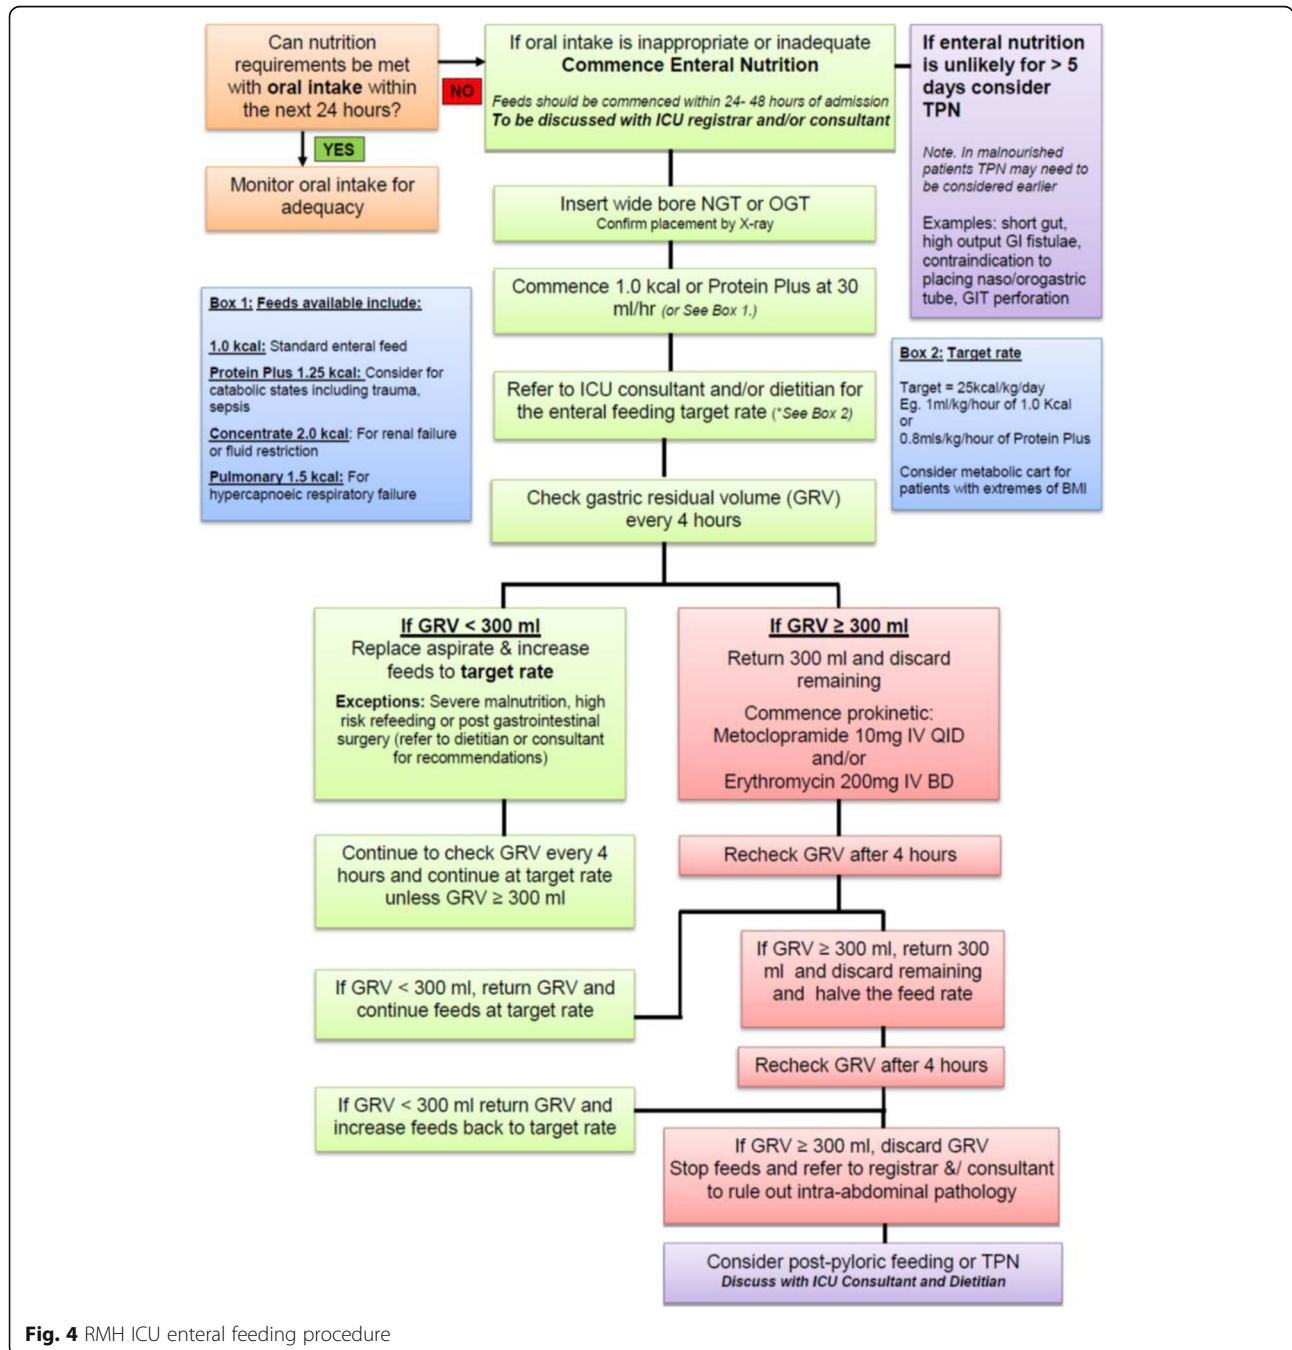 Can nutrition
requirements be met
with oral intake within
the next 24 hours?
NO
YES
Monitor oral intake for
adequacy
If oral intake is inappropriate or inadequate
Commence Enteral Nutrition
Feeds should be commenced within 24- 48 hours of admission
To be discussed with ICU registrar and/or consultant
If enteral nutrition
is unlikely for > 5
days consider
TPN
Note. In malnourished
patients TPN may need to
be considered earlier
Examples: short gut,
high output GI fistulae,
contraindication to
placing naso/orogastric
tube, GIT perforation
Insert wide bore NGT or OGT
Confirm placement by X-ray
Commence 1.0 kcal or Protein Plus at 30
ml/hr (or See Box 1.)
Box 1: Feeds available include:
1.0 kcal: Standard enteral feed
Protein Plus 1.25 kcal: Consider for
catabolic states including trauma,
sepsis
Concentrate 2.0 kcal: For renal failure
or fluid restriction
Pulmonary 1.5 kcal: For
hypercapnoeic respiratory failure
Refer to ICU consultant and/or dietitian for
the enteral feeding target rate (*See Box 2)
Box 2: Target rate
Target = 25kcal/kg/day
Eg. 1ml/kg/hour of 1.0 Kcal
or
0.8mls/kg/hour of Protein Plus
Consider metabolic cart for
patients with extremes of BMI
Check gastric residual volume (GRV)
every 4 hours
If GRV < 300 ml
Replace aspirate & increase
feeds to target rate
Exceptions: Severe malnutrition, high
risk refeeding or post gastrointestinal
surgery (refer to dietitian or consultant
for recommendations)
If GRV ≥ 300 ml
Return 300 ml and discard
remaining
Commence prokinetic:
Metoclopramide 10mg IV QID
and/or
Erythromycin 200mg IV BD
Continue to check GRV every 4
hours and continue at target rate
unless GRV ≥ 300 ml
Recheck GRV after 4 hours
If GRV < 300 ml, return GRV and
continue feeds at target rate
If GRV ≥ 300 ml, return 300
ml and discard remaining
and halve the feed rate
Recheck GRV after 4 hours
If GRV < 300 ml return GRV and
increase feeds back to target rate
If GRV ≥ 300 ml, discard GRV
Stop feeds and refer to registrar &/ consultant
to rule out intra-abdominal pathology
Consider post-pyloric feeding or TPN
Discuss with ICU Consultant and Dietitian
Fig. 4 RMH ICU enteral feeding procedure